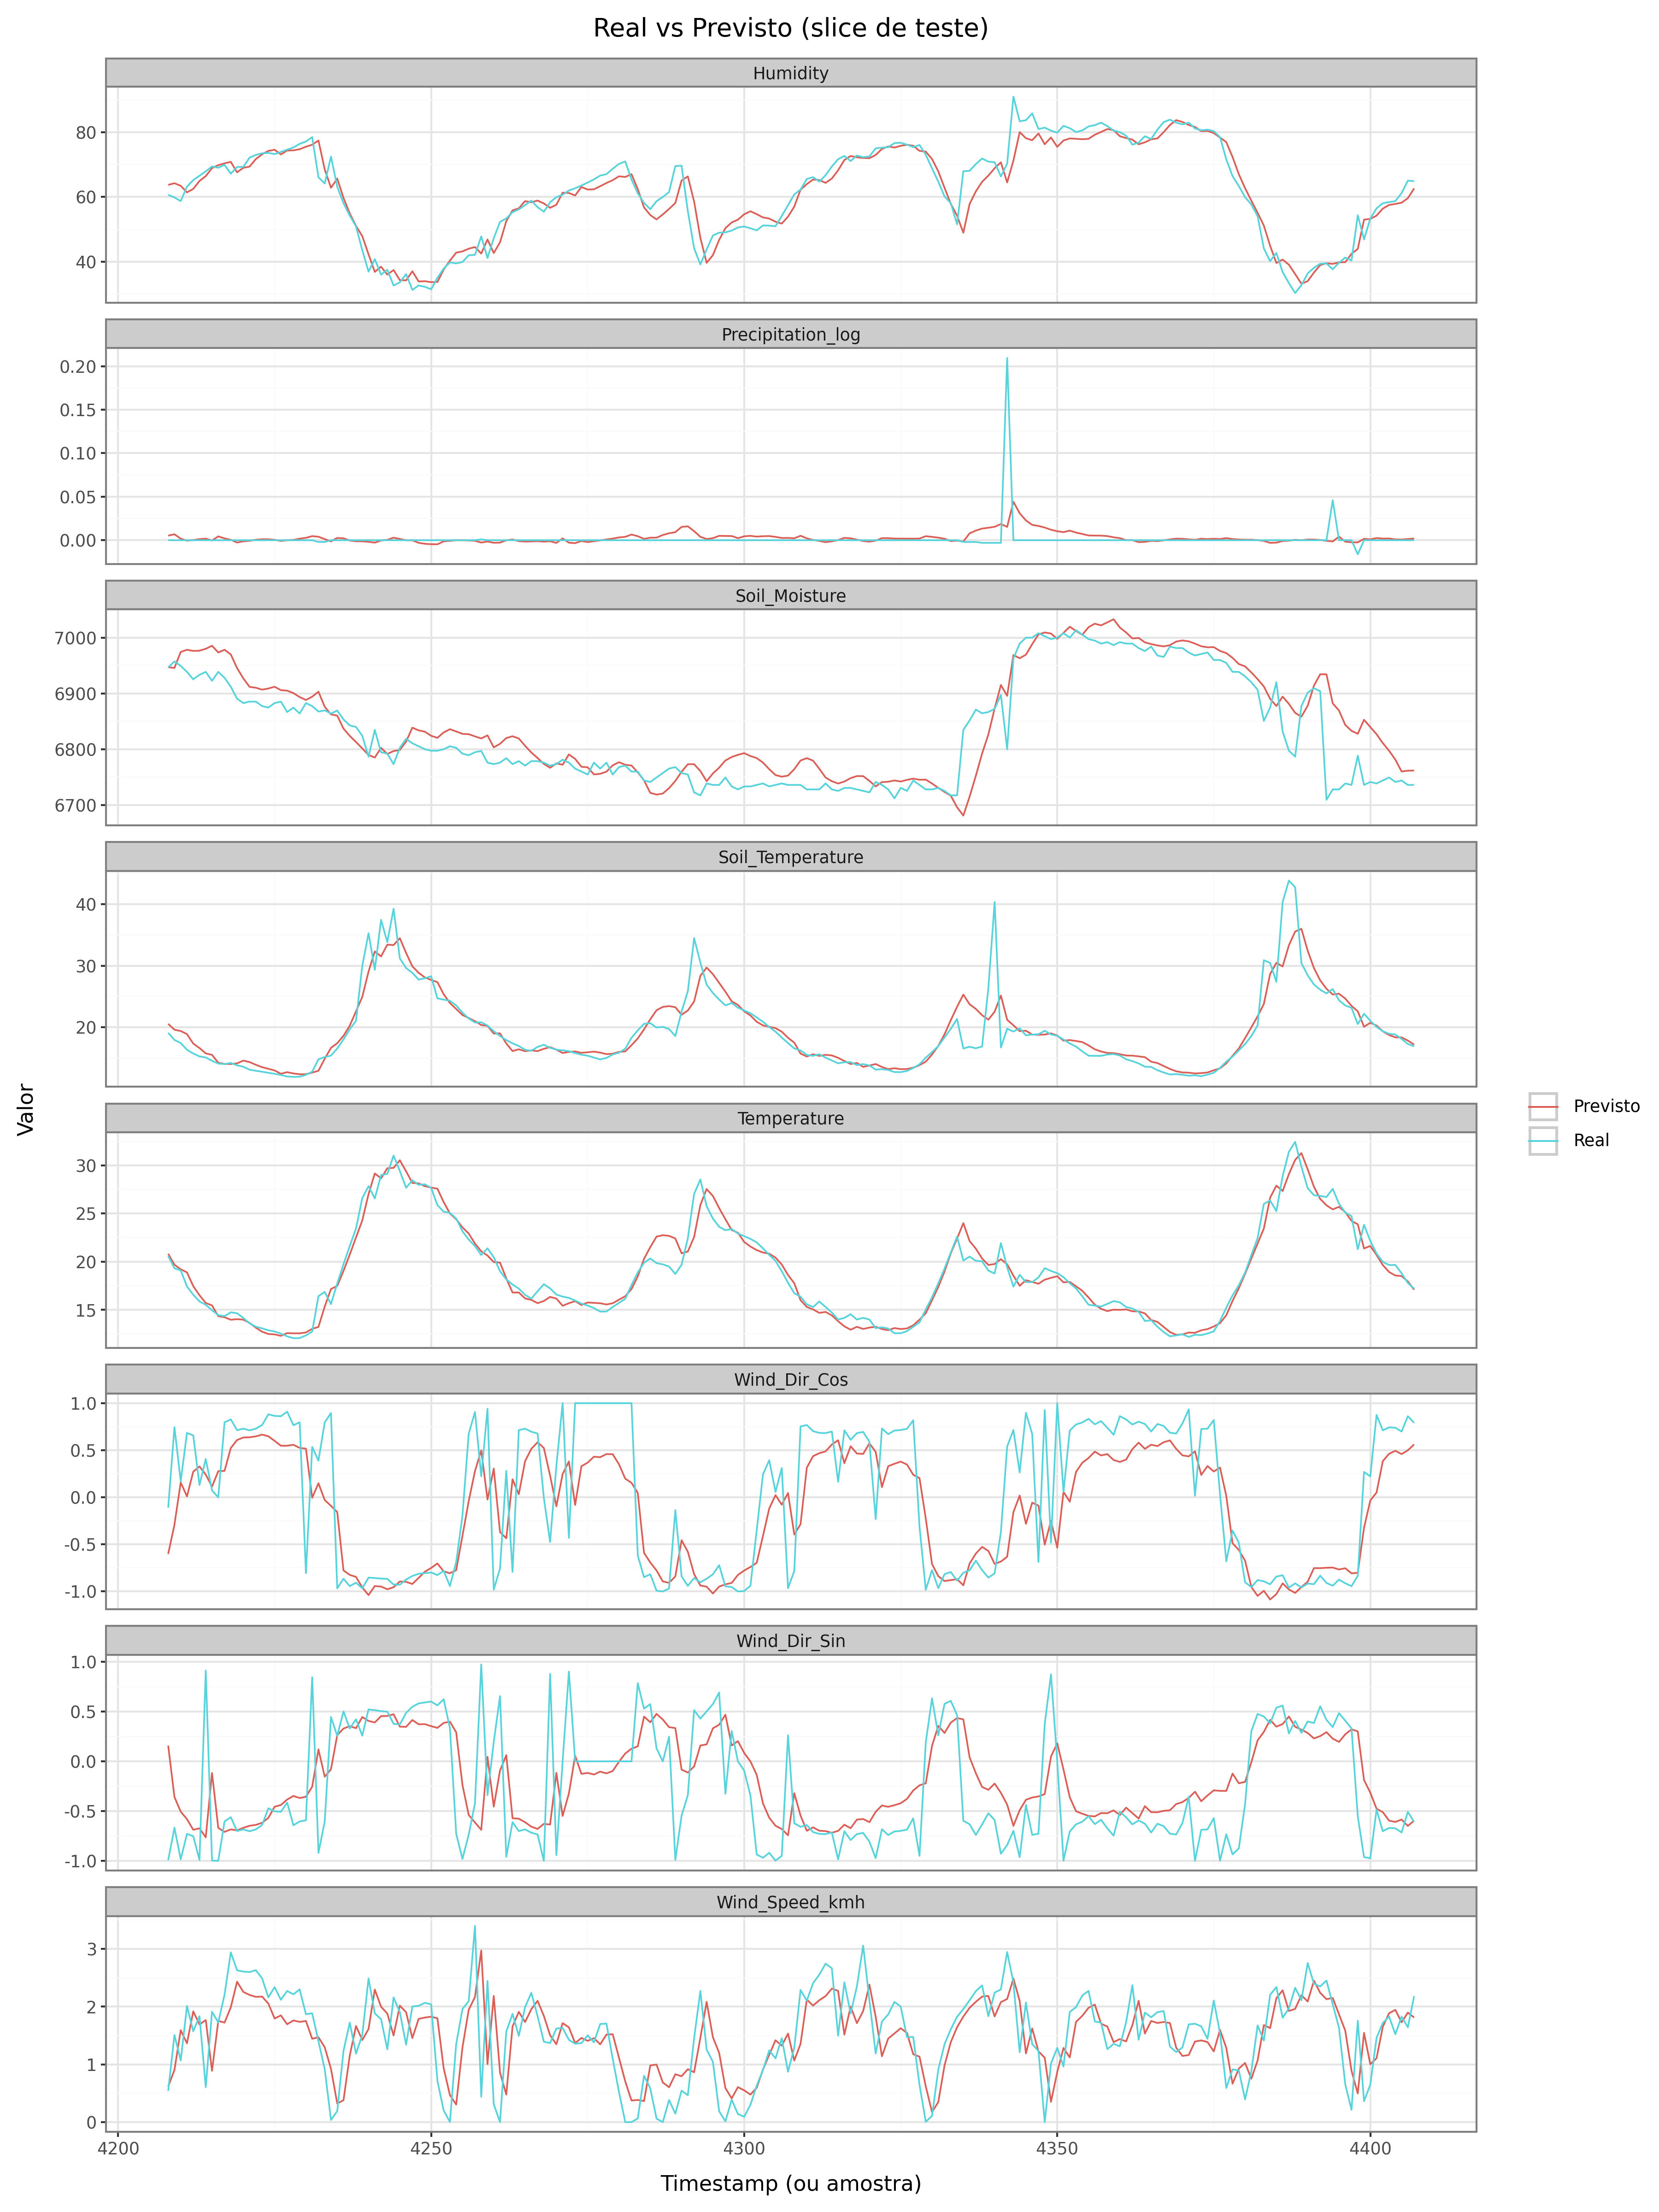 Real vs Previsto (slice de teste)
Humidity
80
60
40
Precipitation_log
0.20
0.15
0.10
0.05
0.00
Soil_Moisture
7000
6900
6800
6700
Soil_Temperature
40
30
20
Temperature
30
25
20
15
Wind_Dir_Cos
1.0
0.5
0.0
-0.5
-1.0
Wind_Dir_Sin
1.0
0.5
0.0
-0.5
-1.0
Wind_Speed_kmh
3
2
1
0
4200 4250 4300 4350 4400
Timestamp (ou amostra)
Valor
Previsto
Real